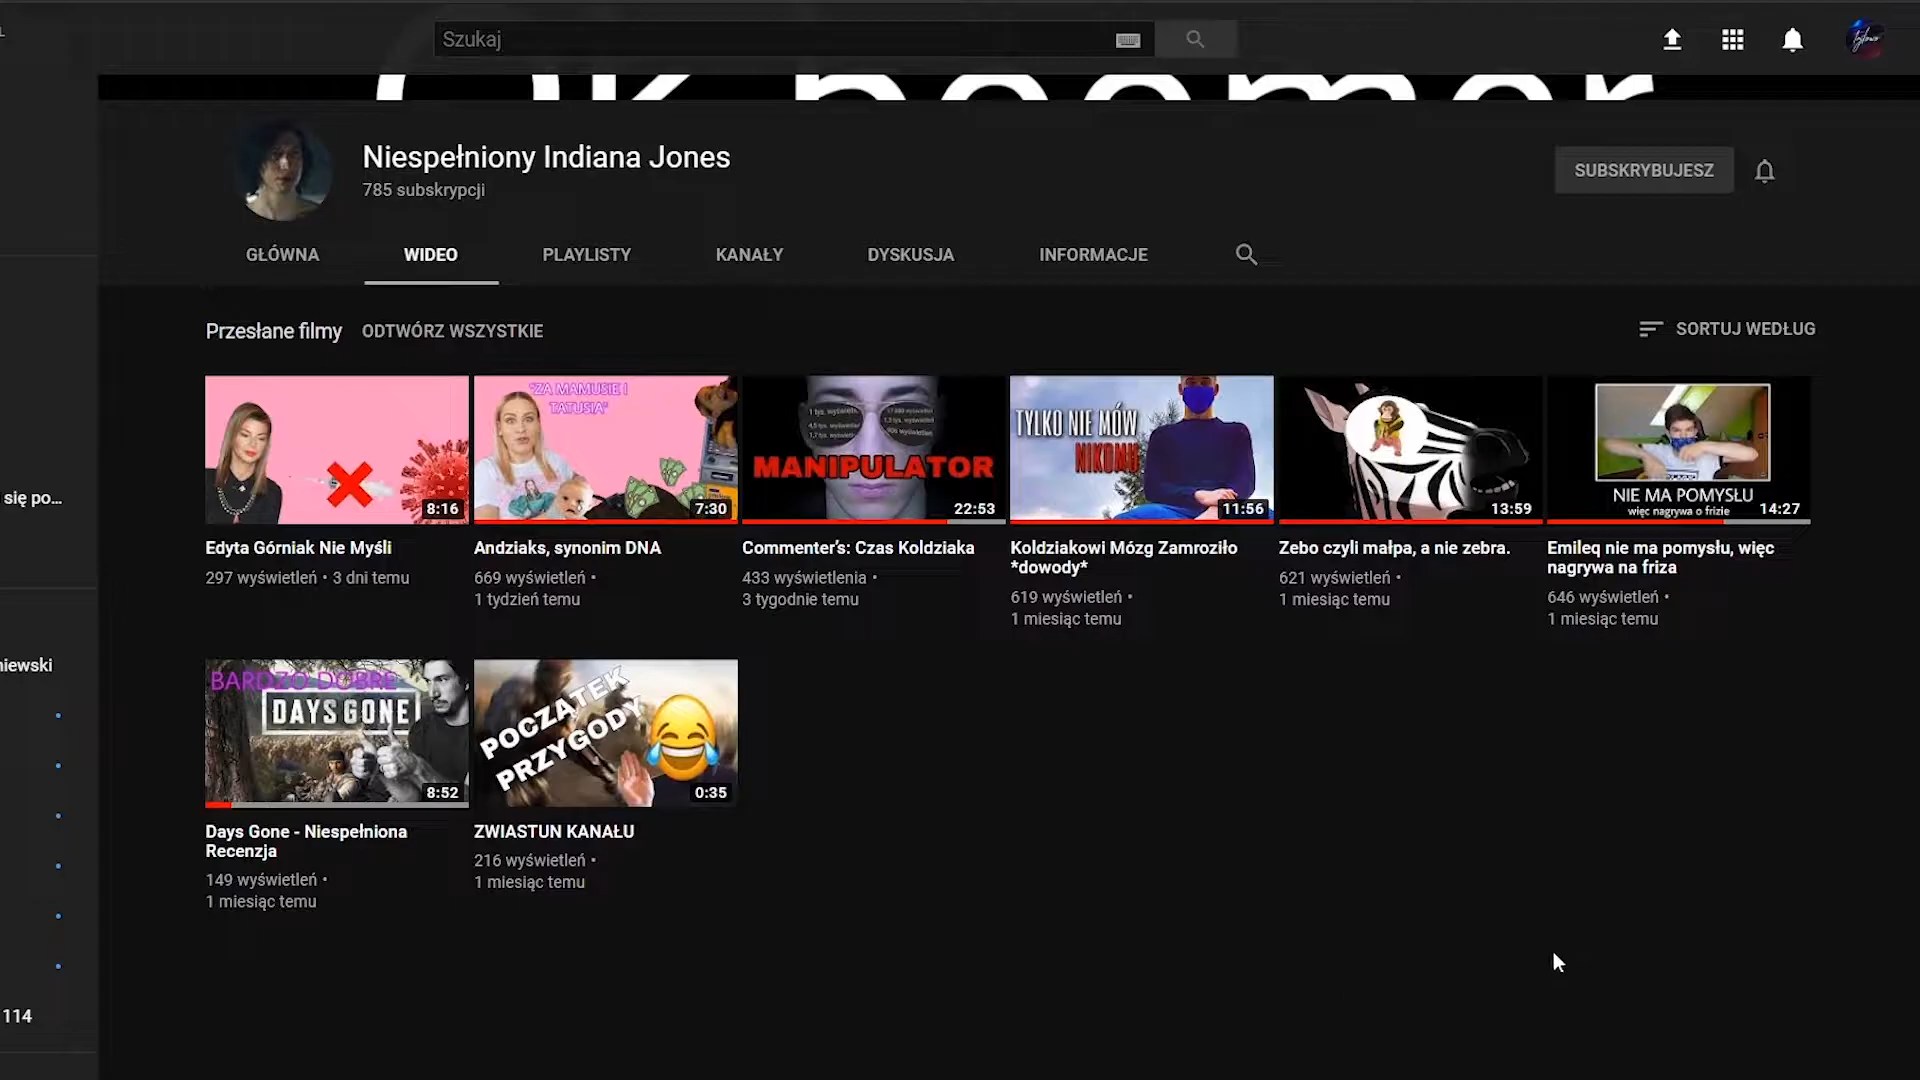 Szukaj
Ok boomer
Niespełniony Indiana Jones
785 subskrypcji
SUBSKRYBUJESZ
GŁÓWNA
WIDEO
PLAYLISTY
KANAŁY
DYSKUSJA
INFORMACJE
Przesłane filmy
ODTWÓRZ WSZYSTKIE
SORTUJ WEDŁUG
8:16
"ZA MAMUSIE I
TATUSIA"
7:30
MANIPULATOR
22:53
TYLKO NIE MÓW
NIKOMU
11:56
13:59
NIE MA POMYSŁU
więc nagrywa o frizie
14:27
się po...
Edyta Górniak Nie Myśli
297 wyświetleń • 3 dni temu
Andziaks, synonim DNA
669 wyświetleń •
1 tydzień temu
Commenter's: Czas Koldziaka
433 wyświetlenia •
3 tygodnie temu
Koldziakowi Mózg Zamroziło
*dowody*
619 wyświetleń •
1 miesiąc temu
Zebo czyli małpa, a nie zebra.
621 wyświetleń •
1 miesiąc temu
Emileq nie ma pomysłu, więc
nagrywa na friza
646 wyświetleń •
1 miesiąc temu
niewski
BARDZO DOBRE
DAYS GONE
8:52
POCZĄTEK
PRZYGODY
0:35
Days Gone - Niespełniona
Recenzja
149 wyświetleń •
1 miesiąc temu
ZWIASTUN KANAŁU
216 wyświetleń •
1 miesiąc temu
114